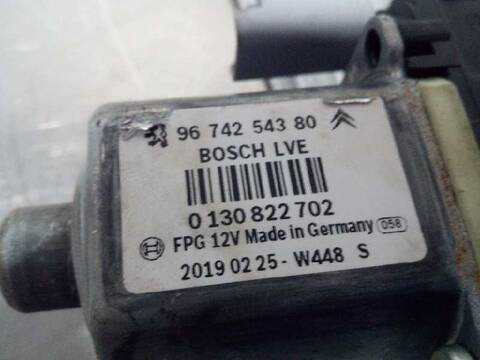 96 742 543 80
BOSCH LVE
0 130 822 702
FPG 12V Made in Germany 058
2019 02 25 - W448 S